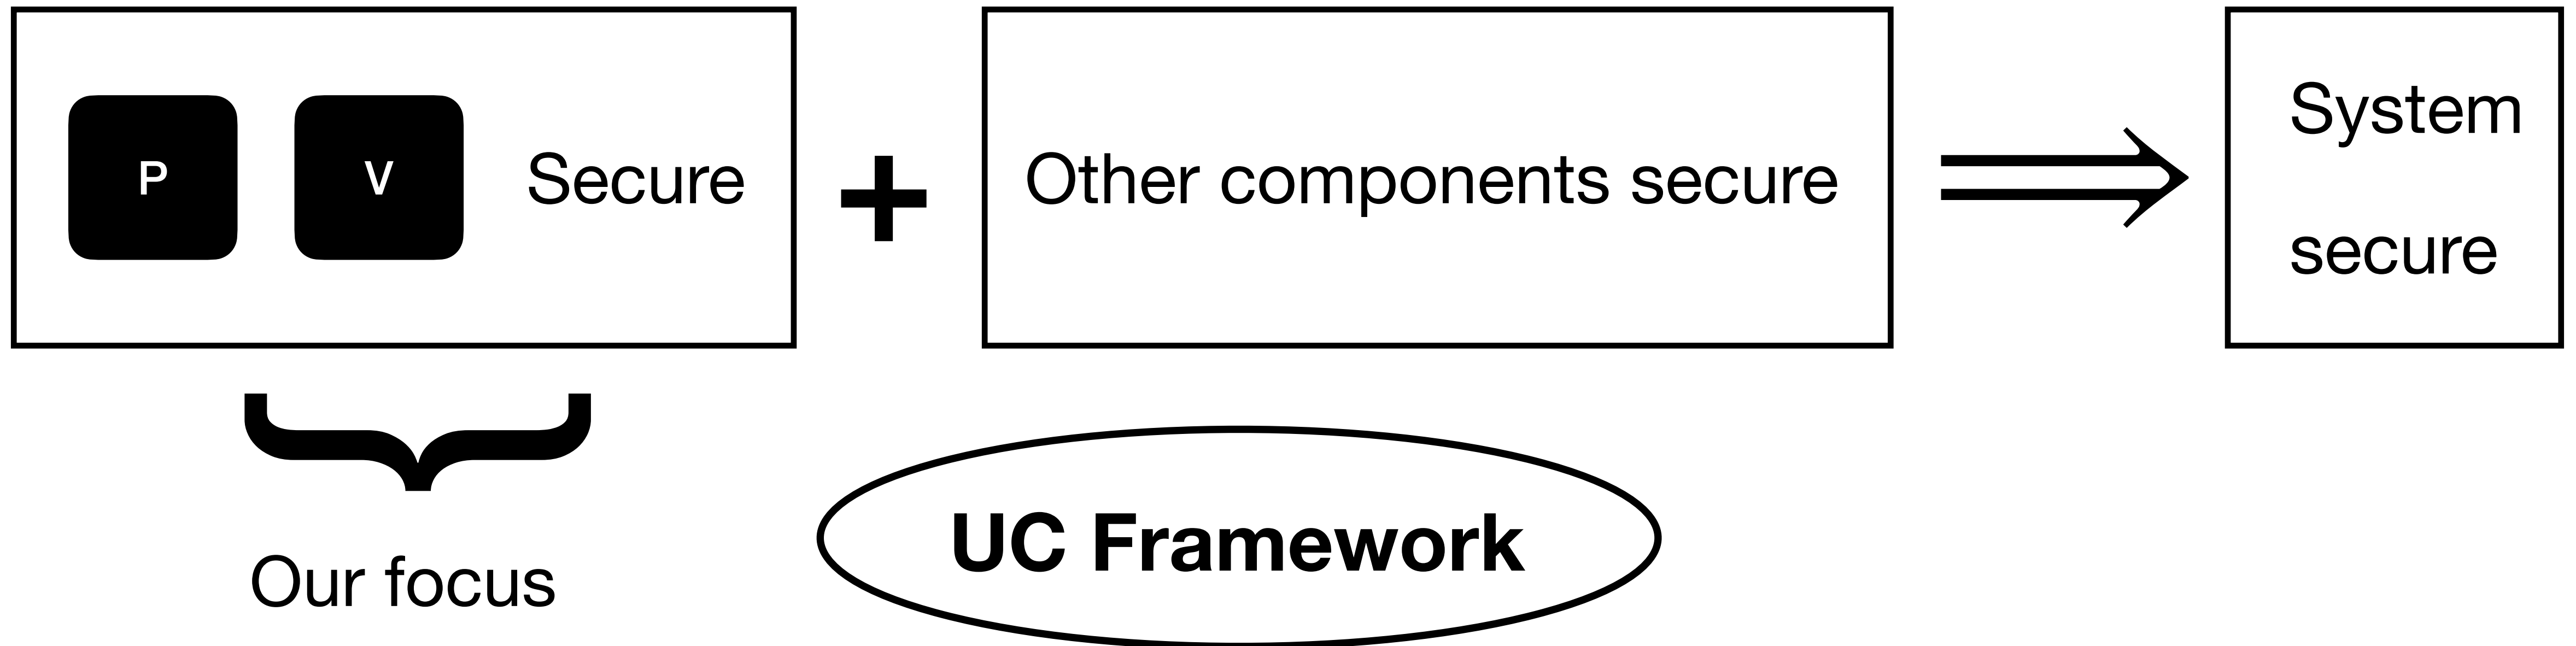 P V Secure + Other components secure ⟹ System
secure
Our focus
UC Framework